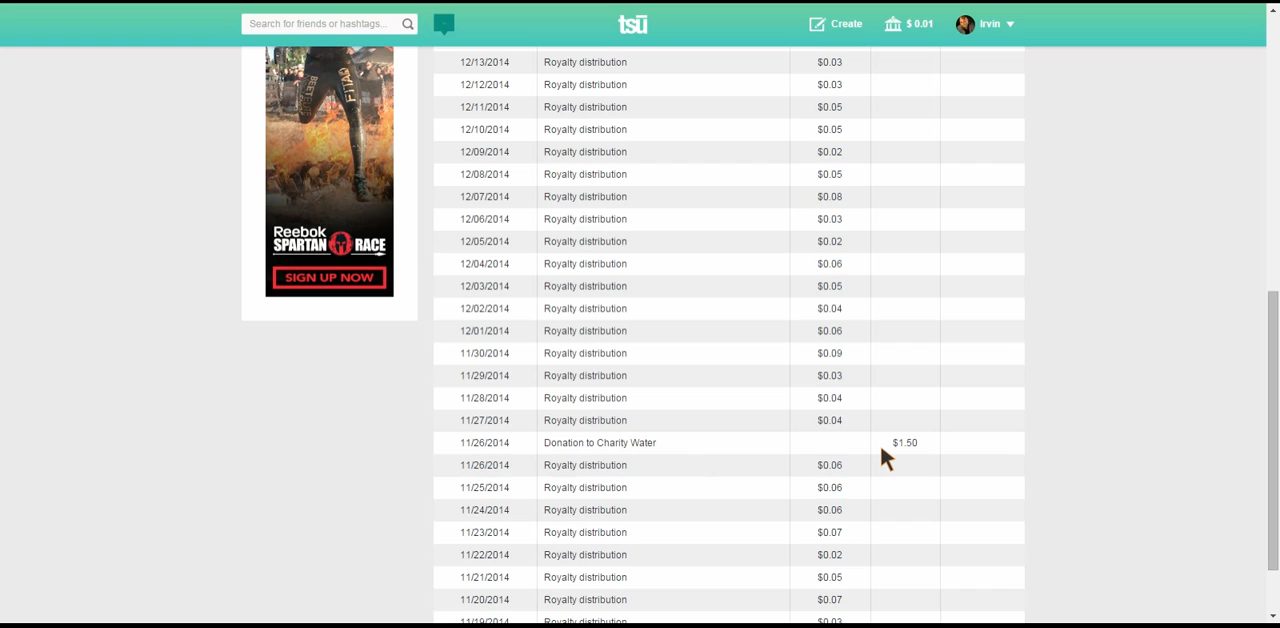 Search for friends or hashtags...
tsū
Create
$ 0.01
Irvin
12/13/2014 Royalty distribution $0.03
12/12/2014 Royalty distribution $0.03
12/11/2014 Royalty distribution $0.05
12/10/2014 Royalty distribution $0.05
12/09/2014 Royalty distribution $0.02
12/08/2014 Royalty distribution $0.05
12/07/2014 Royalty distribution $0.08
12/06/2014 Royalty distribution $0.03
12/05/2014 Royalty distribution $0.02
12/04/2014 Royalty distribution $0.06
12/03/2014 Royalty distribution $0.05
12/02/2014 Royalty distribution $0.04
12/01/2014 Royalty distribution $0.06
11/30/2014 Royalty distribution $0.09
11/29/2014 Royalty distribution $0.03
11/28/2014 Royalty distribution $0.04
11/27/2014 Royalty distribution $0.04
11/26/2014 Donation to Charity Water $1.50
11/26/2014 Royalty distribution $0.06
11/25/2014 Royalty distribution $0.06
11/24/2014 Royalty distribution $0.06
11/23/2014 Royalty distribution $0.07
11/22/2014 Royalty distribution $0.02
11/21/2014 Royalty distribution $0.05
11/20/2014 Royalty distribution $0.07
11/19/2014 Royalty distribution $0.03
Reebok
SPARTAN RACE
SIGN UP NOW